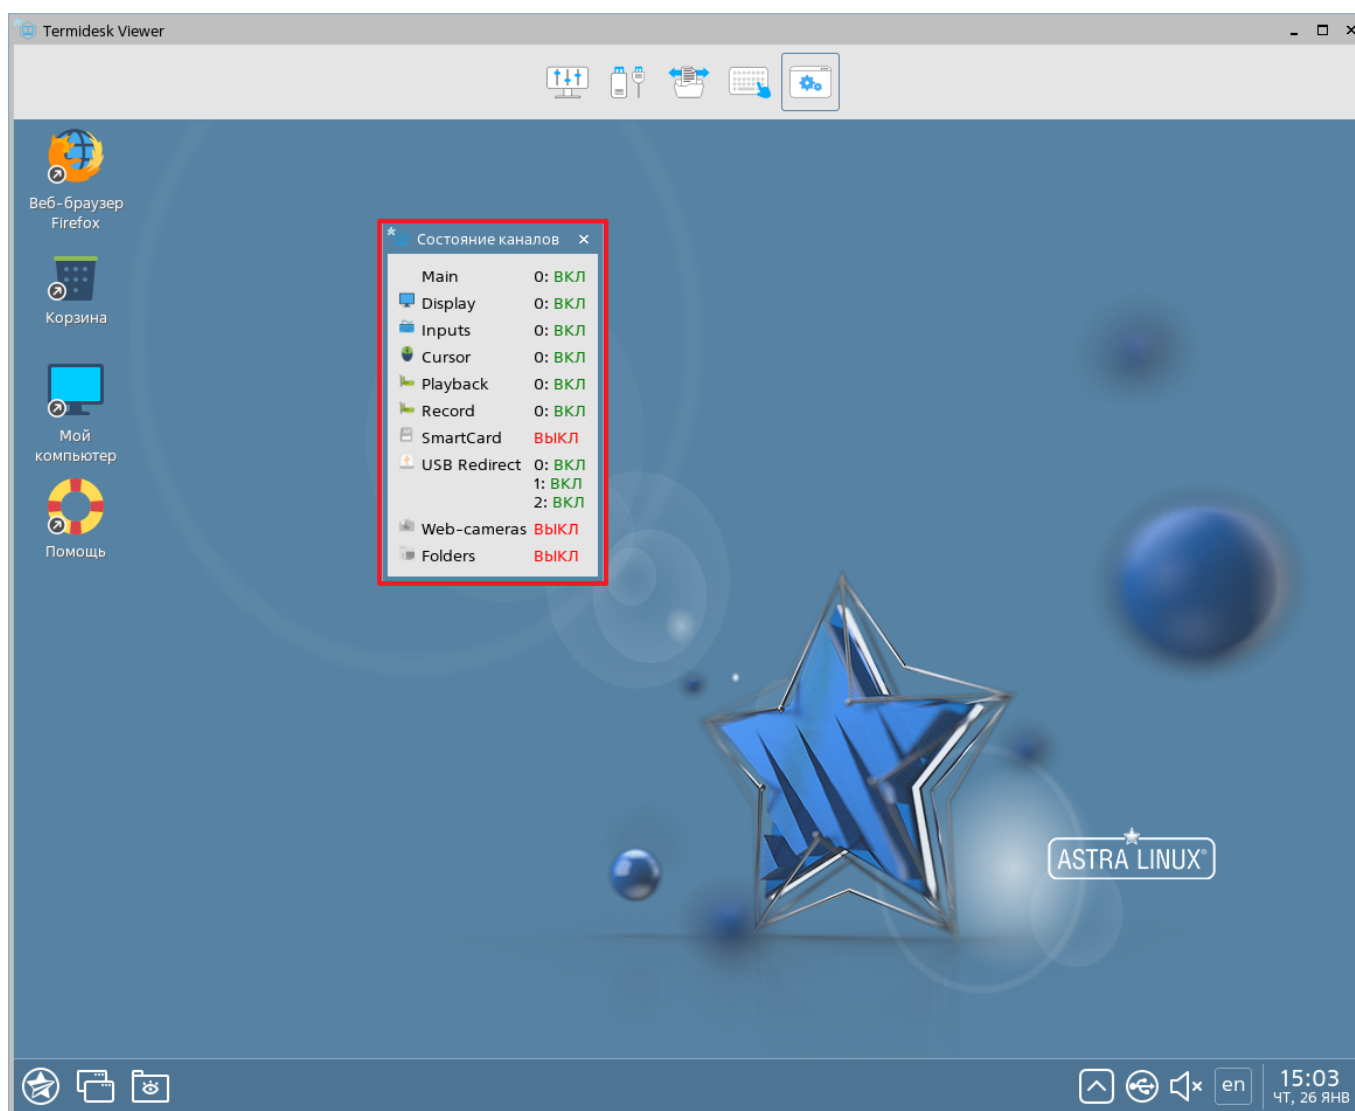 Termidesk Viewer
Веб-браузер
Firefox
Корзина
Мой
компьютер
Помощь
Состояние каналов
Main 0: ВКЛ
Display 0: ВКЛ
Inputs 0: ВКЛ
Cursor 0: ВКЛ
Playback 0: ВКЛ
Record 0: ВКЛ
SmartCard ВЫКЛ
USB Redirect 0: ВКЛ
1: ВКЛ
2: ВКЛ
Web-cameras ВЫКЛ
Folders ВЫКЛ
ASTRA LINUX®
en
15:03
ЧТ, 26 ЯНВ